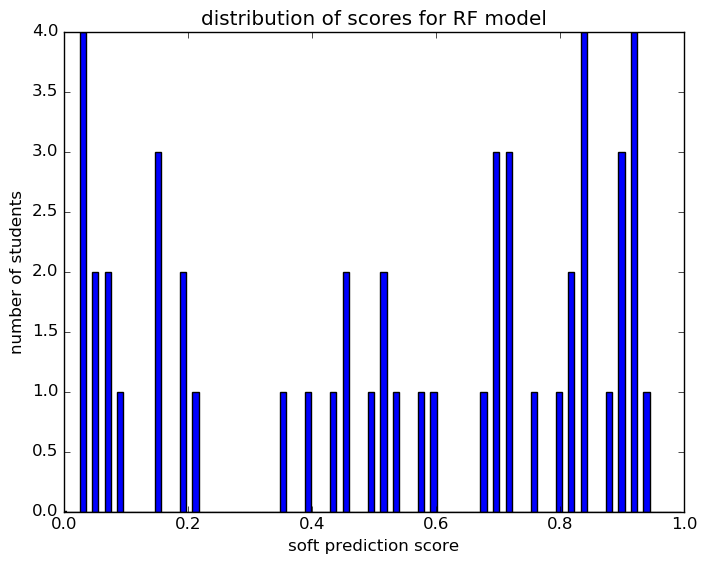 distribution of scores for RF model
4.0
3.5
3.0
2.5
2.0
1.5
1.0
0.5
0.0
number of students
0.0 0.2 0.4 0.6 0.8 1.0
soft prediction score